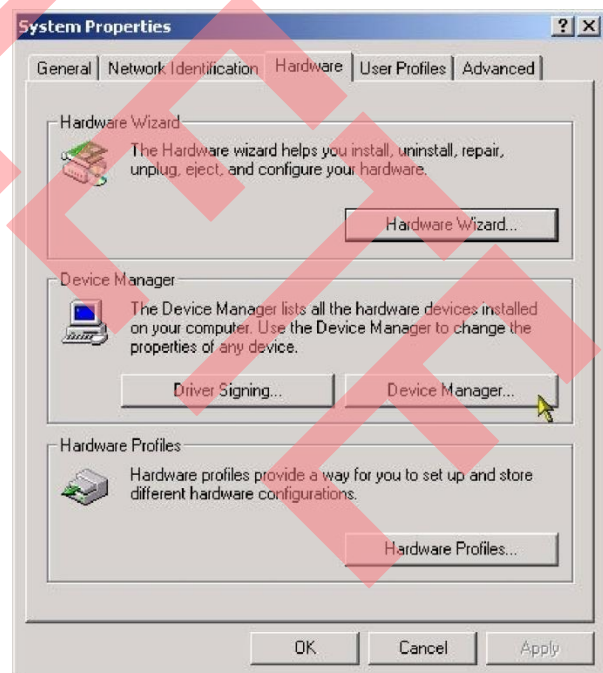 System Properties
General Network Identification Hardware User Profiles Advanced
Hardware Wizard
The Hardware wizard helps you install, uninstall, repair,
unplug, eject, and configure your hardware.
Hardware Wizard...
Device Manager
The Device Manager lists all the hardware devices installed
on your computer. Use the Device Manager to change the
properties of any device.
Driver Signing... Device Manager...
Hardware Profiles
Hardware profiles provide a way for you to set up and store
different hardware configurations.
Hardware Profiles...
OK Cancel Apply